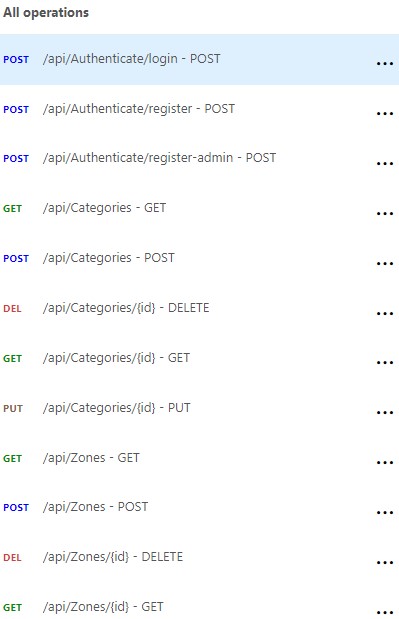 All operations
POST /api/Authenticate/login - POST ...
POST /api/Authenticate/register - POST ...
POST /api/Authenticate/register-admin - POST ...
GET /api/Categories - GET ...
POST /api/Categories - POST ...
DEL /api/Categories/{id} - DELETE ...
GET /api/Categories/{id} - GET ...
PUT /api/Categories/{id} - PUT ...
GET /api/Zones - GET ...
POST /api/Zones - POST ...
DEL /api/Zones/{id} - DELETE ...
GET /api/Zones/{id} - GET ...